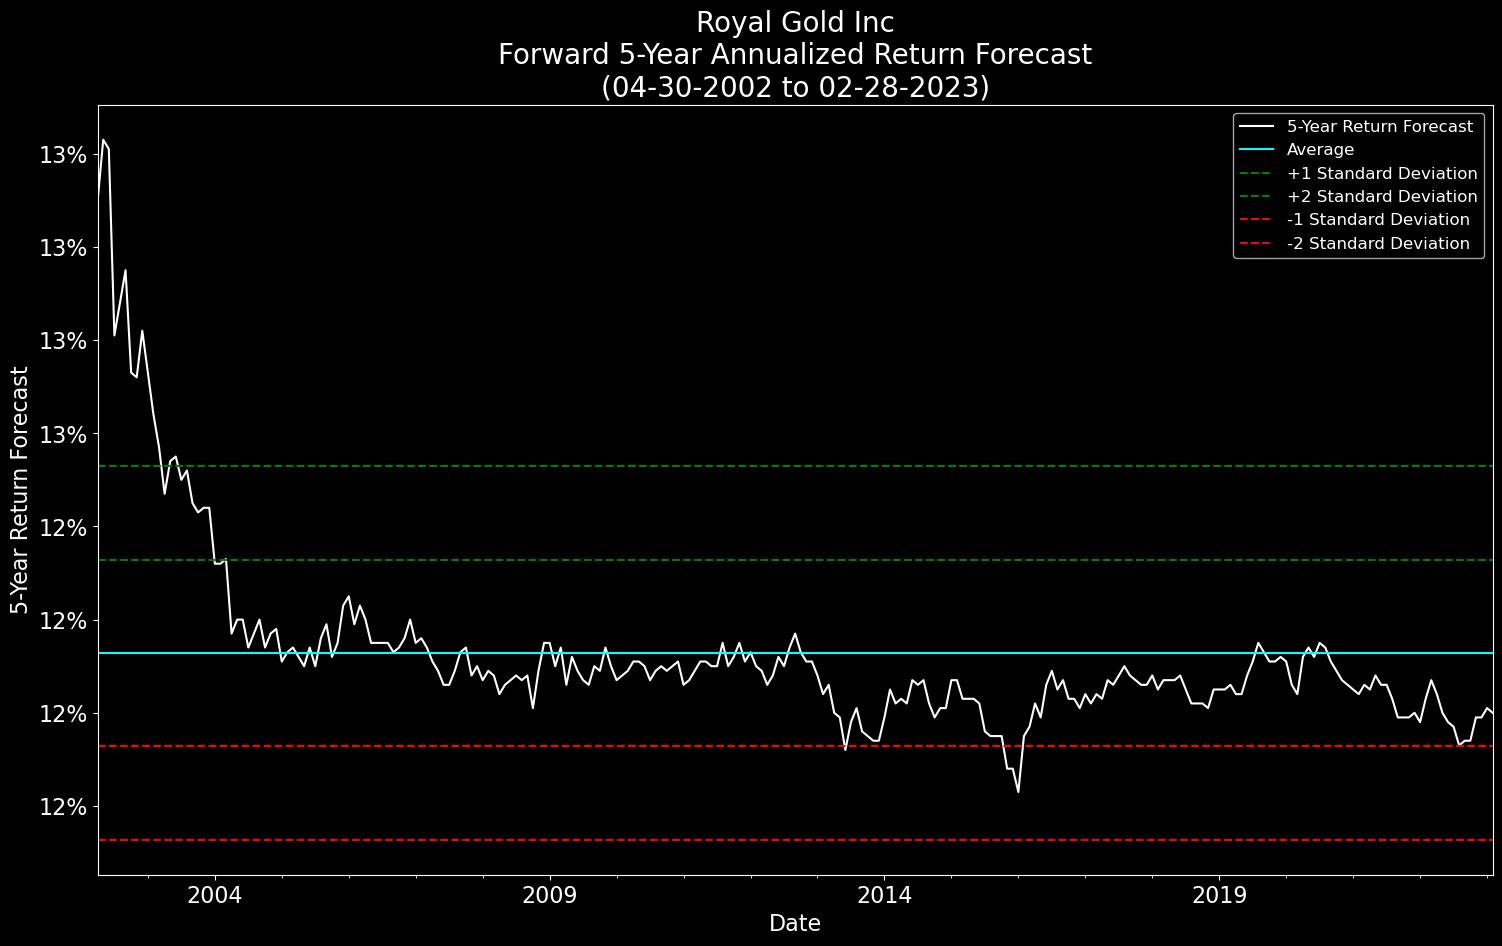 Royal Gold Inc
Forward 5-Year Annualized Return Forecast
(04-30-2002 to 02-28-2023)
5-Year Return Forecast
Average
+1 Standard Deviation
+2 Standard Deviation
-1 Standard Deviation
-2 Standard Deviation
13%
13%
13%
13%
12%
12%
12%
12%
5-Year Return Forecast
2004
2009
2014
2019
Date